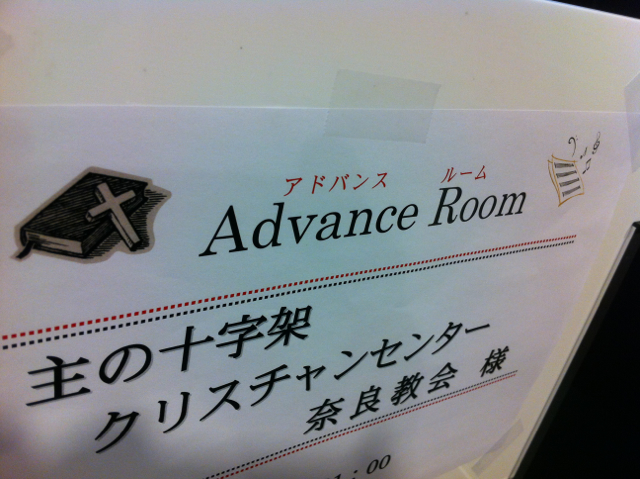 アドバンス ルーム
Advance Room
主の十字架
クリスチャンセンター
奈良教会 様
:00